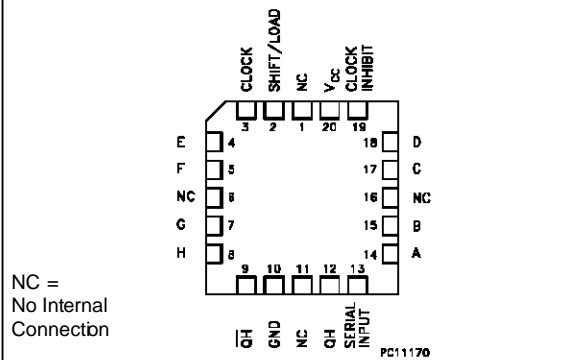 CLOCK
SHIFT/LOAD
NC
VCC
CLOCK
INHIBIT
3
2
1
20
19
E
4
18
D
F
5
17
C
NC
6
16
NC
G
7
15
B
H
8
14
A
9
10
11
12
13
NC =
No Internal
Connection
Q̅H̅
GND
NC
QH
SERIAL
INPUT
PC11170